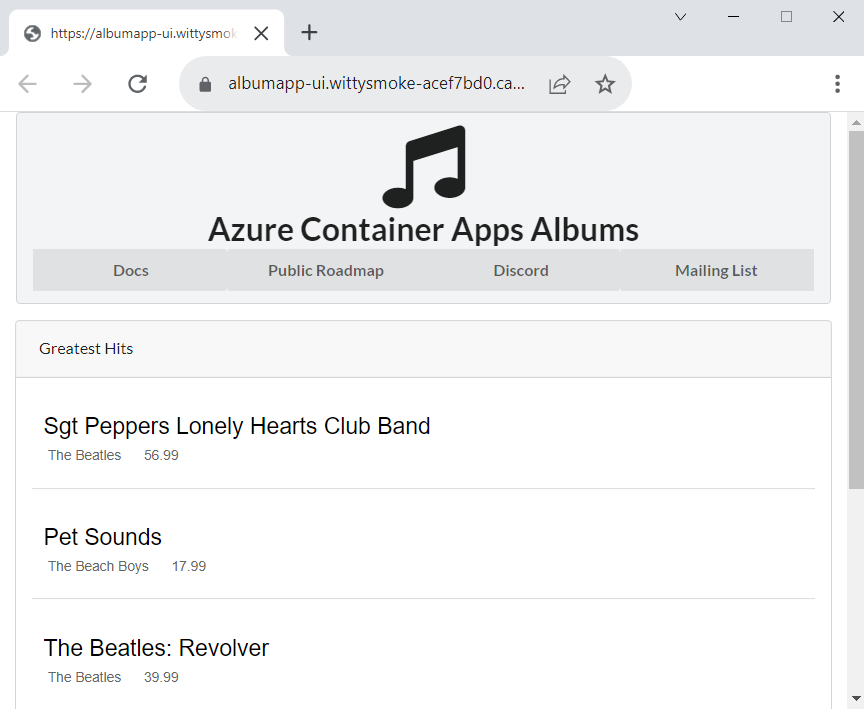 https://albumapp-ui.wittysmok
albumapp-ui.wittysmoke-acef7bd0.ca...
Azure Container Apps Albums
Docs Public Roadmap Discord Mailing List
Greatest Hits
Sgt Peppers Lonely Hearts Club Band
The Beatles 56.99
Pet Sounds
The Beach Boys 17.99
The Beatles: Revolver
The Beatles 39.99